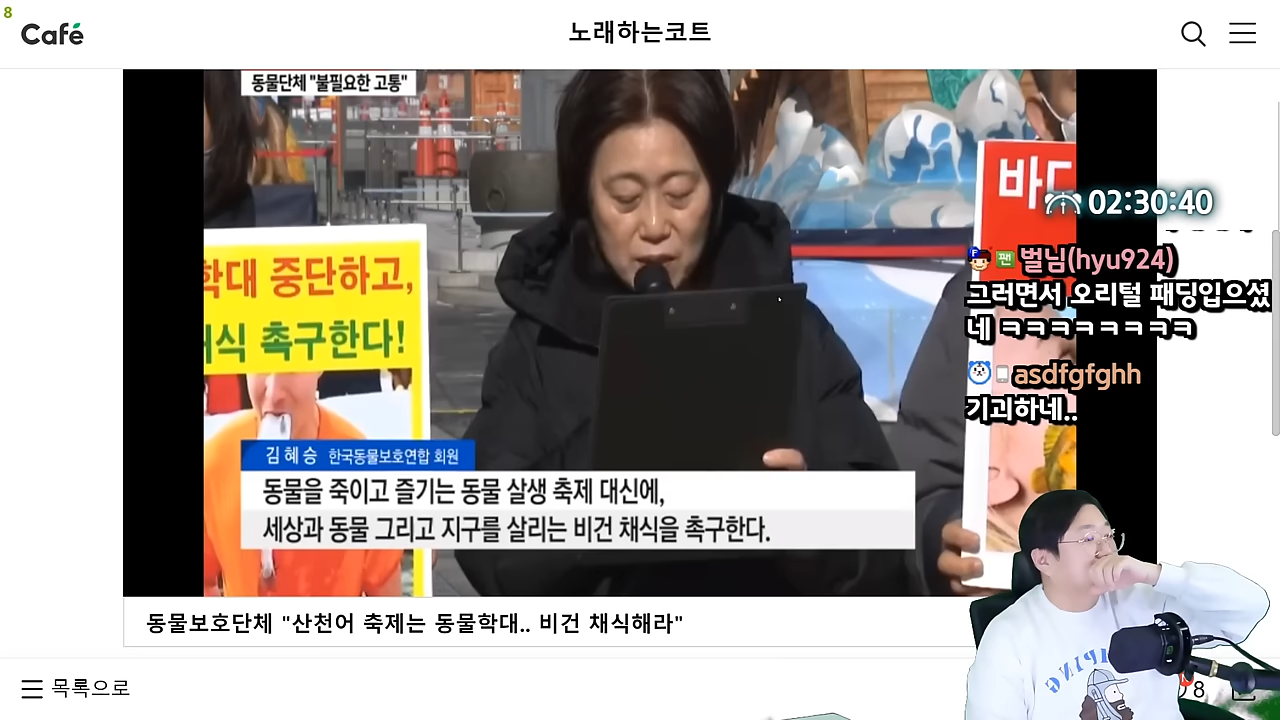 8
Café
노래하는코트
동물단체 "불필요한 고통"
학대 중단하고,
식 촉구한다!
바
02:30:40
팬 벌님(hyu924)
그러면서 오리털 패딩입으셨
네 ㅋㅋㅋㅋㅋㅋㅋㅋ
asdfgfghh
기괴하네..
김혜승 한국동물보호연합 회원
동물을 죽이고 즐기는 동물 살생 축제 대신에,
세상과 동물 그리고 지구를 살리는 비건 채식을 촉구한다.
동물보호단체 "산천어 축제는 동물학대.. 비건 채식해라"
목록으로
8